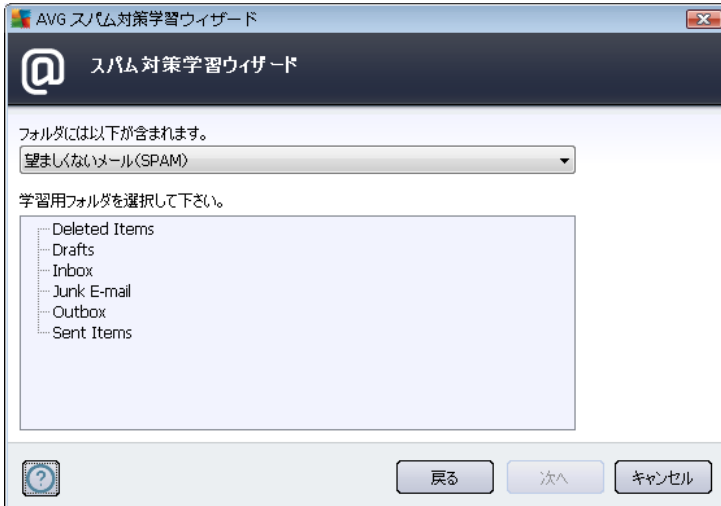 AVG スパム対策学習ウィザード
スパム対策学習ウィザード
フォルダには以下が含まれます。
望ましくないメール(SPAM)
学習用フォルダを選択して下さい。
Deleted Items
Drafts
Inbox
Junk E-mail
Outbox
Sent Items
戻る
次へ
キャンセル